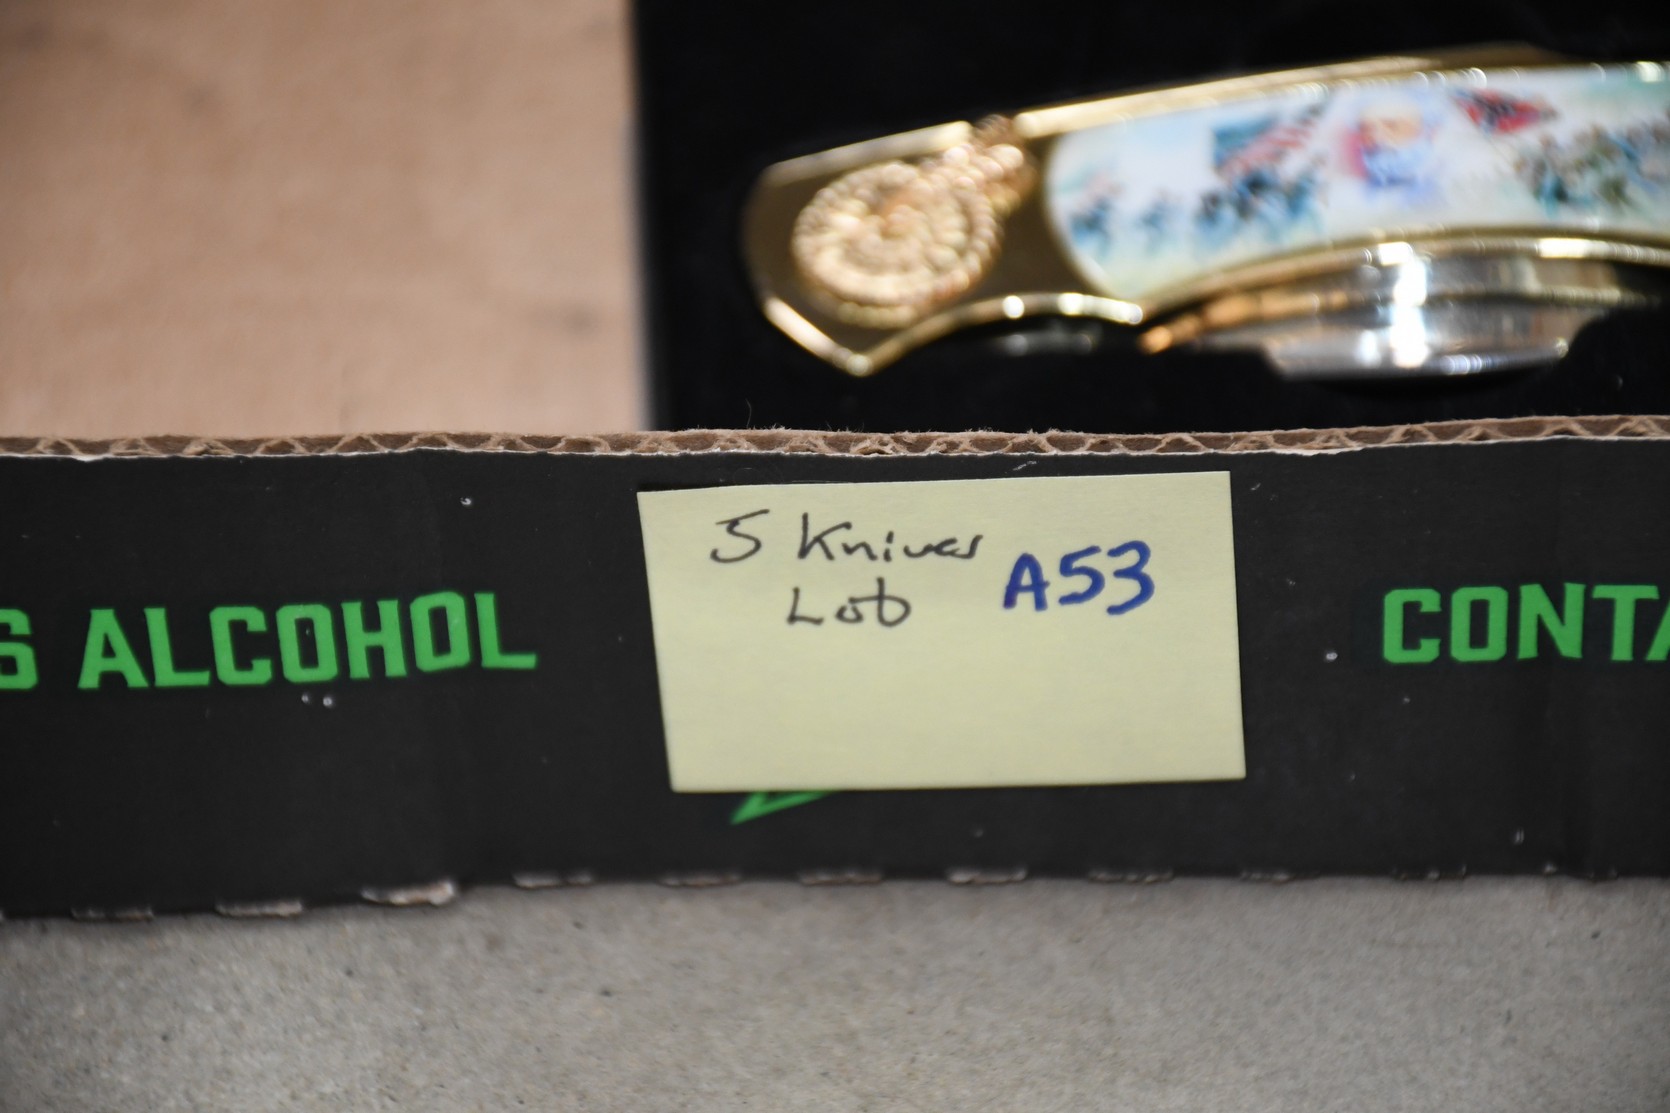 5 Knives
Lot A53
S ALCOHOL
CONTA